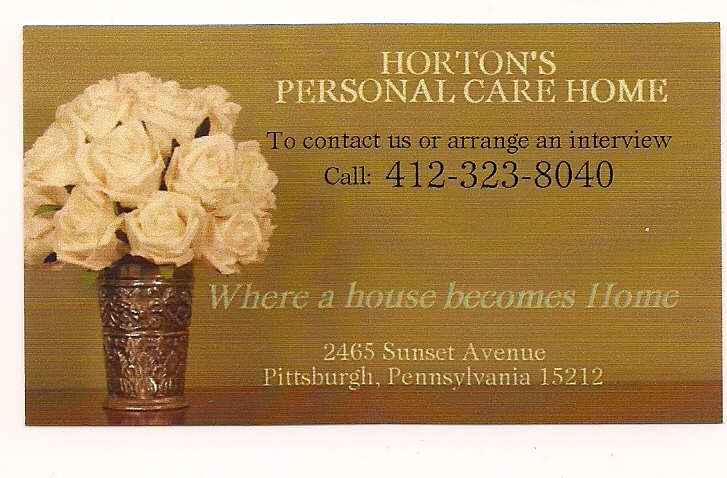 HORTON'S
PERSONAL CARE HOME
To contact us or arrange an interview
Call: 412-323-8040
Where a house becomes Home
2465 Sunset Avenue
Pittsburgh, Pennsylvania 15212